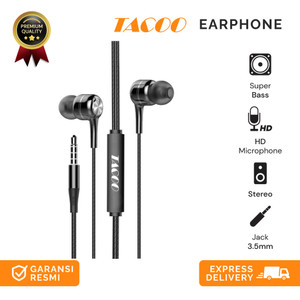 PREMIUM
QUALITY
TACOO EARPHONE
Super
Bass
HD
HD
Microphone
Stereo
Jack
3.5mm
TACOO
GARANSI
RESMI
EXPRESS
DELIVERY